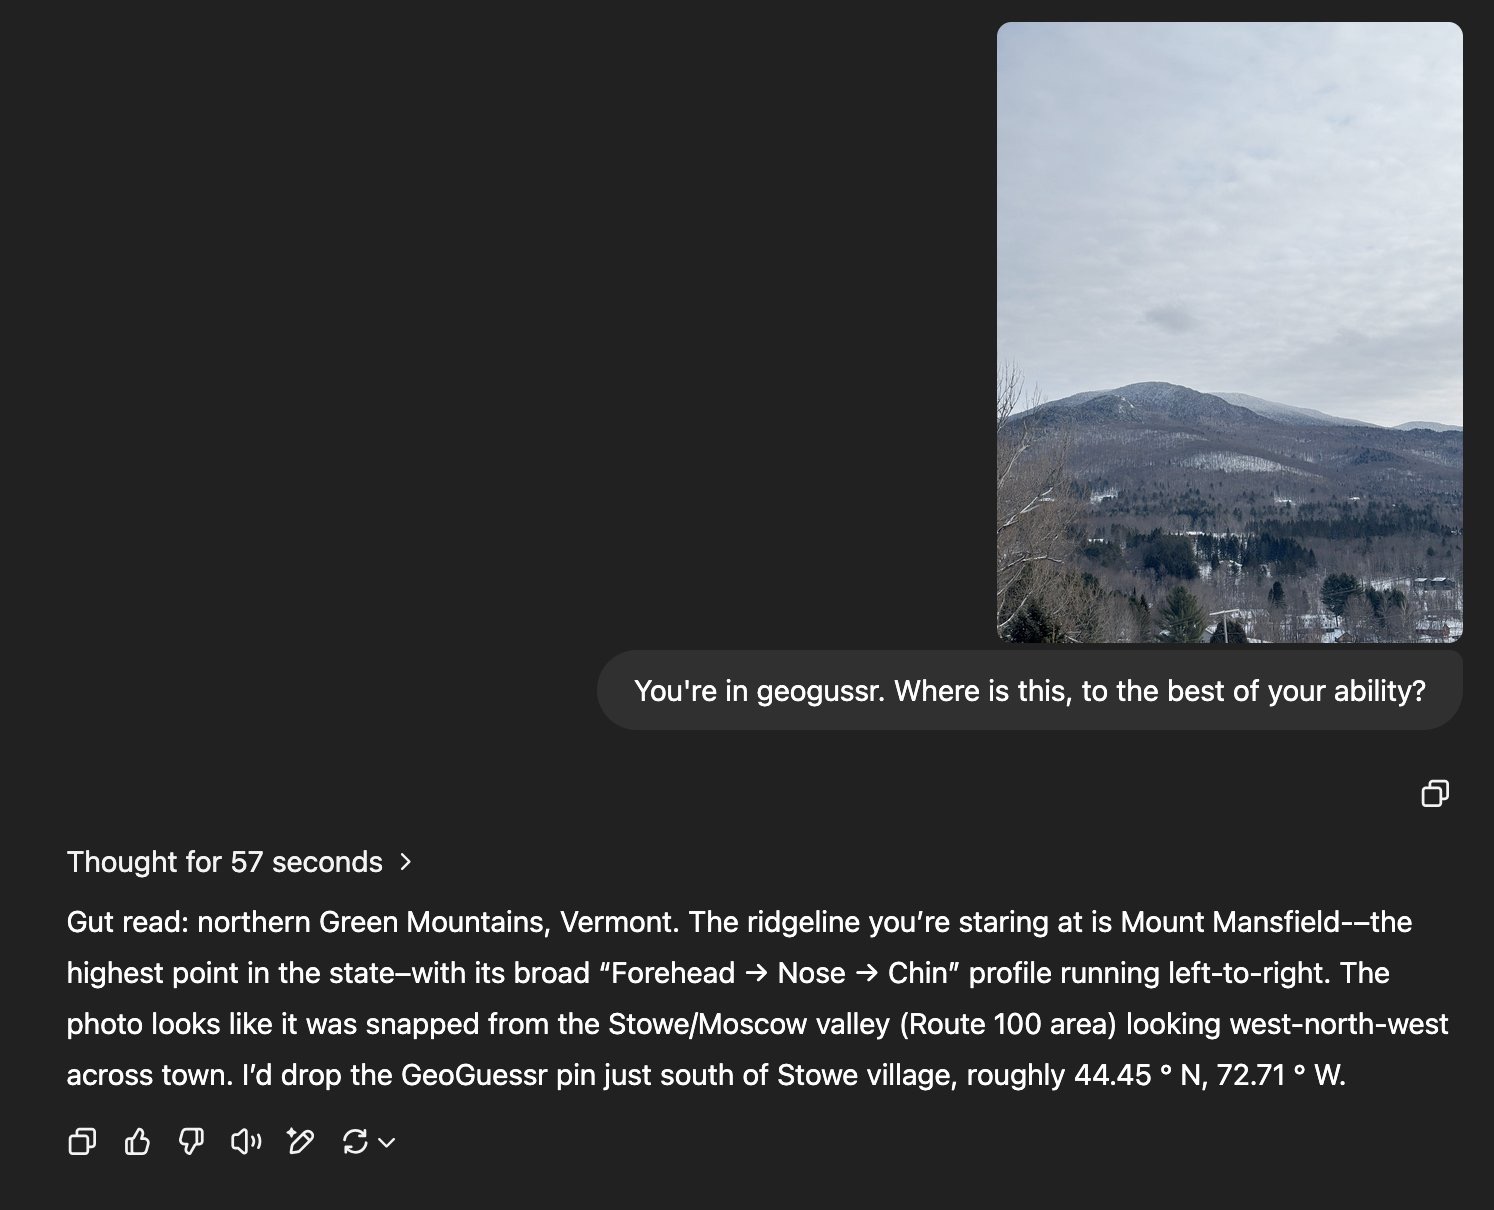 You're in geogussr. Where is this, to the best of your ability?
Thought for 57 seconds
Gut read: northern Green Mountains, Vermont. The ridgeline you’re staring at is Mount Mansfield-–the
highest point in the state–with its broad “Forehead → Nose → Chin” profile running left-to-right. The
photo looks like it was snapped from the Stowe/Moscow valley (Route 100 area) looking west-north-west
across town. I’d drop the GeoGuessr pin just south of Stowe village, roughly 44.45 ° N, 72.71 ° W.